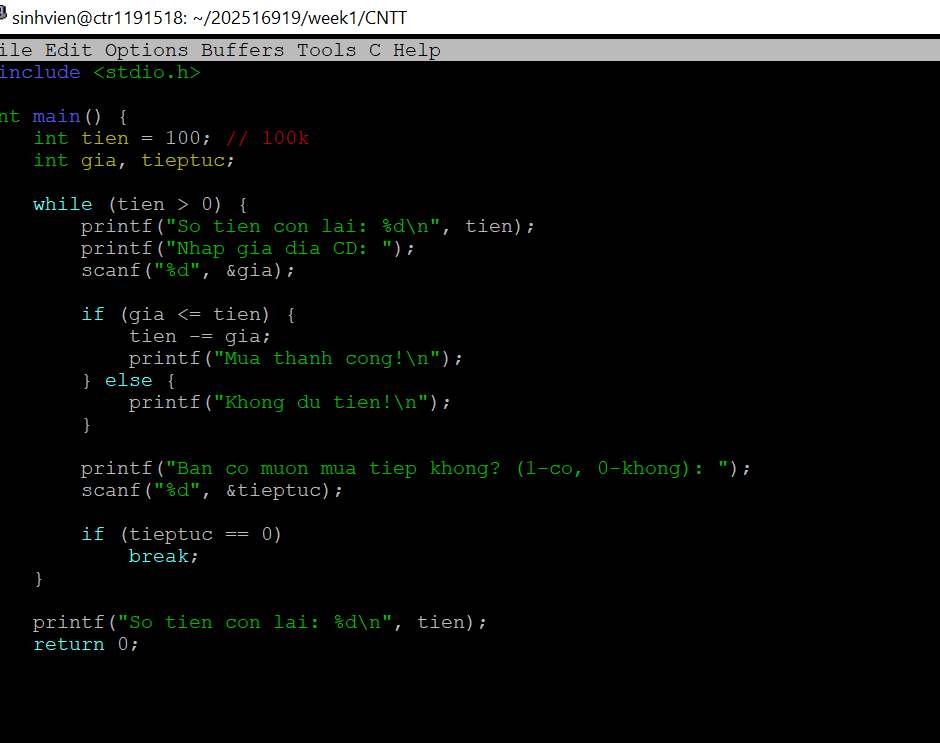 sinhvien@ctr1191518: ~/202516919/week1/CNTT
ile Edit Options Buffers Tools C Help
include <stdio.h>
nt main() {
int tien = 100; // 100k
int gia, tieptuc;
while (tien > 0) {
printf("So tien con lai: %d\n", tien);
printf("Nhap gia dia CD: ");
scanf("%d", &gia);
if (gia <= tien) {
tien -= gia;
printf("Mua thanh cong!\n");
} else {
printf("Khong du tien!\n");
}
printf("Ban co muon mua tiep khong? (1-co, 0-khong): ");
scanf("%d", &tieptuc);
if (tieptuc == 0)
break;
}
printf("So tien con lai: %d\n", tien);
return 0;